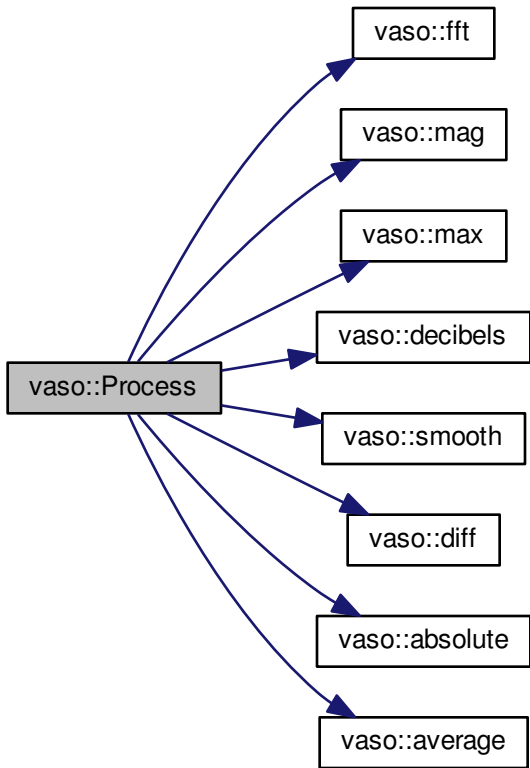 vaso::fft
vaso::mag
vaso::max
vaso::decibels
vaso::Process
vaso::smooth
vaso::diff
vaso::absolute
vaso::average